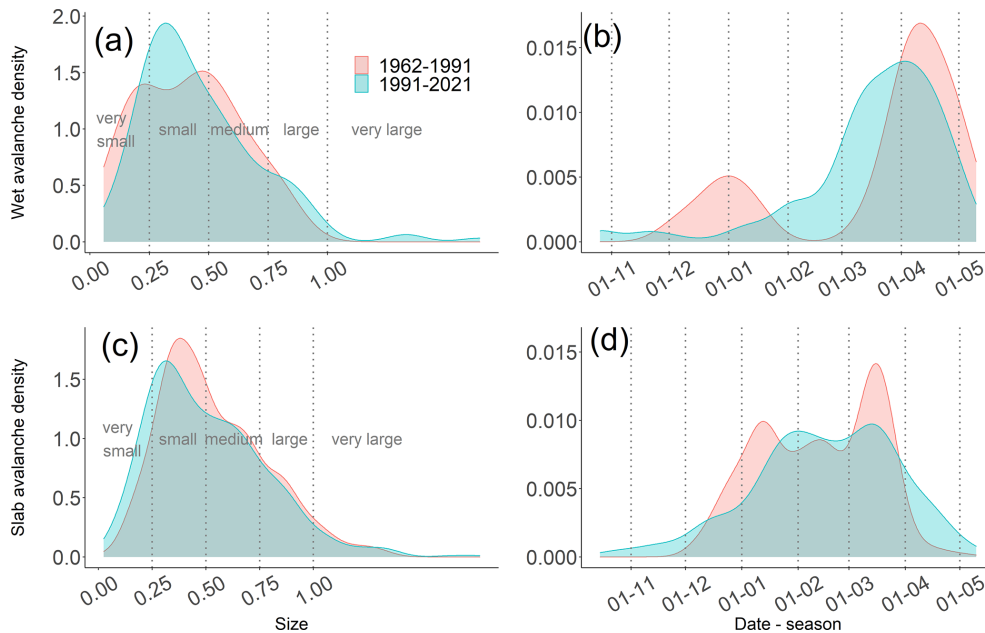 (a)
1962-1991
1991-2021
very
small
small
medium
large
very large
Wet avalanche density
2.0
1.5
1.0
0.5
0.0
0.00
0.25
0.50
0.75
1.00
(b)
0.015
0.010
0.005
0.000
01-11
01-12
01-01
01-02
01-03
01-04
01-05
(c)
very
small
small
medium
large
very large
Slab avalanche density
1.5
1.0
0.5
0.0
0.00
0.25
0.50
0.75
1.00
Size
(d)
0.015
0.010
0.005
0.000
01-11
01-12
01-01
01-02
01-03
01-04
01-05
Date - season